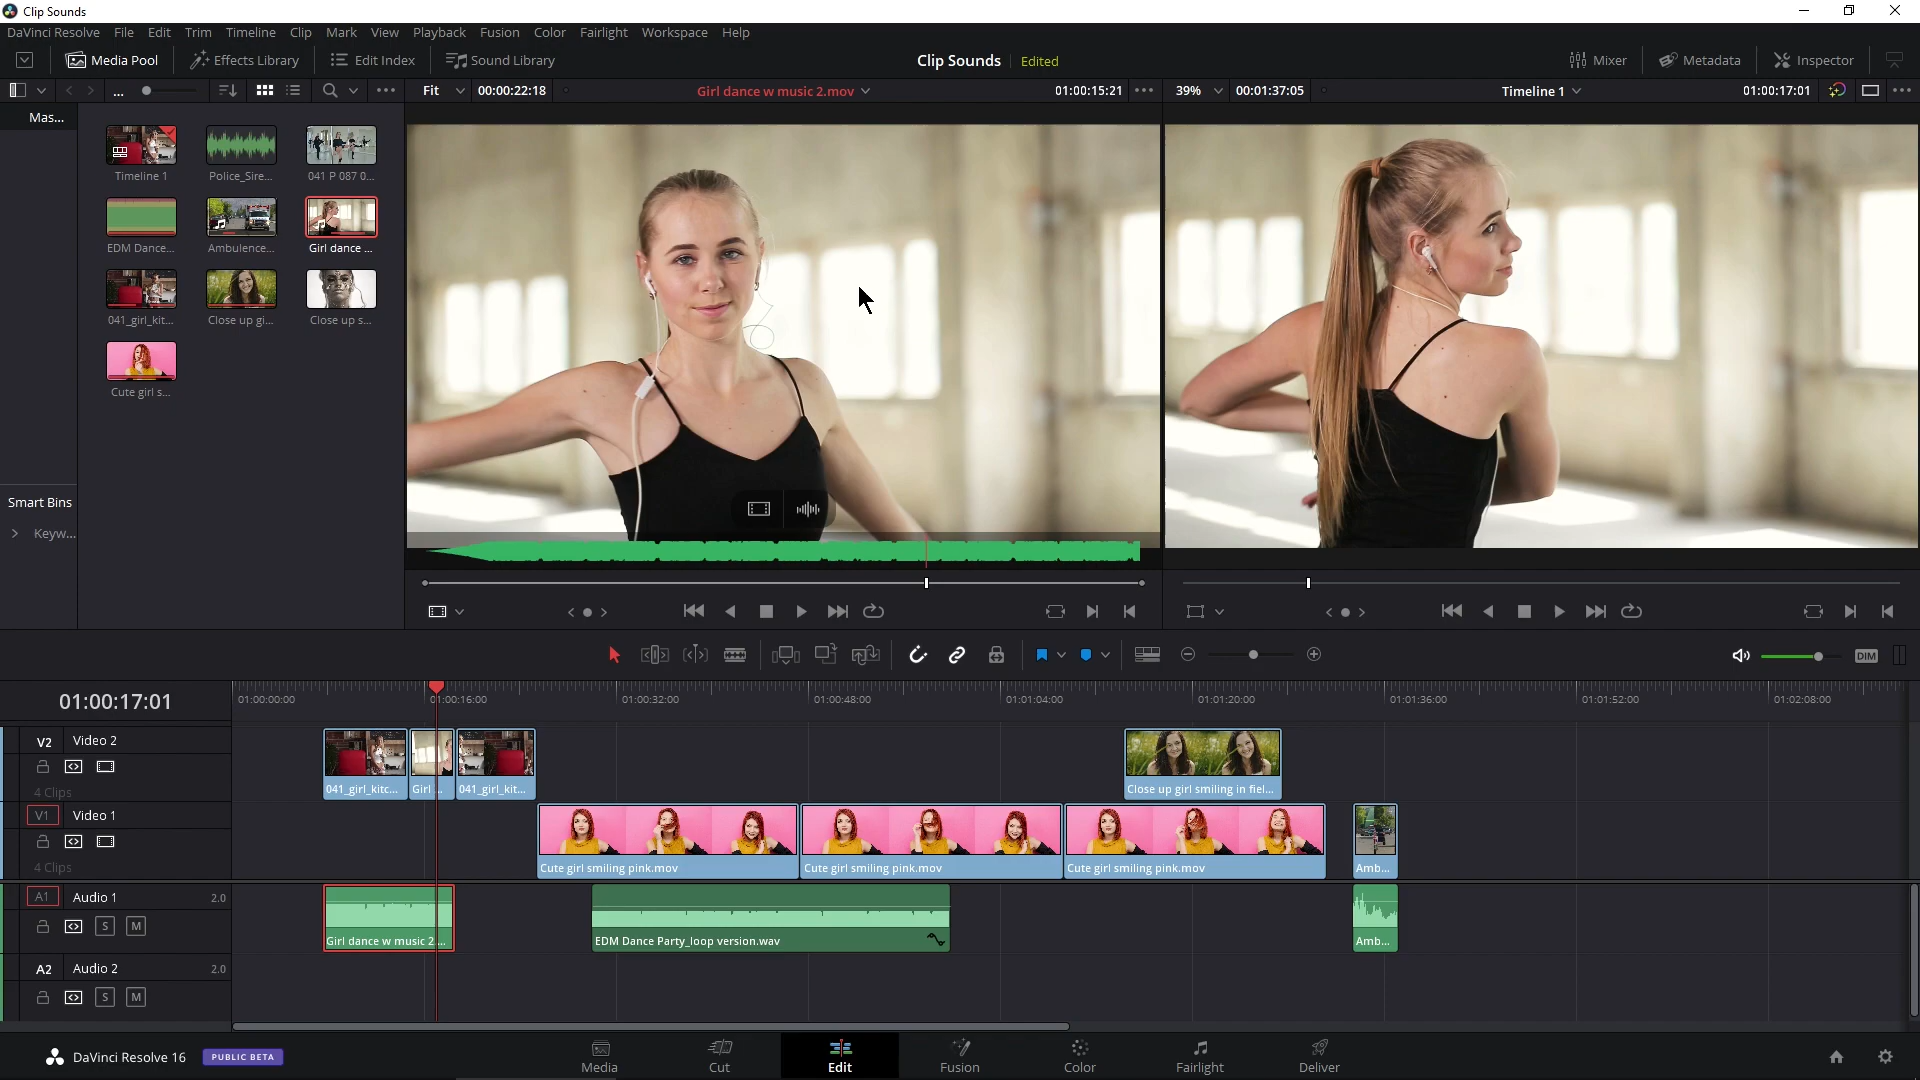 Clip Sounds
DaVinci Resolve File Edit Trim Timeline Clip Mark View Playback Fusion Color Fairlight Workspace Help
Media Pool Effects Library Edit Index Sound Library Clip Sounds Edited Mixer Metadata Inspector
... Fit 00:00:22:18 Girl dance w music 2.mov 01:00:15:21 39% 00:01:37:05 Timeline 1 01:00:17:01
Mas...
Timeline 1 Police_Sire... 041 P 087 0...
EDM Dance... Ambulence... Girl dance ...
041_girl_kit... Close up gi... Close up s...
Cute girl s...
Smart Bins
Keyw...
DIM
01:00:17:01
01:00:00:00 01:00:16:00 01:00:32:00 01:00:48:00 01:01:04:00 01:01:20:00 01:01:36:00 01:01:52:00 01:02:08:00
V2 Video 2
4 Clips
041_girl_kitc... Girl ... 041_girl_kit... Close up girl smiling in fiel...
V1 Video 1
4 Clips
Cute girl smiling pink.mov Cute girl smiling pink.mov Cute girl smiling pink.mov Amb...
A1 Audio 1 2.0
S M
Girl dance w music 2.... EDM Dance Party_loop version.wav Amb...
A2 Audio 2 2.0
S M
DaVinci Resolve 16 PUBLIC BETA
Media Cut Edit Fusion Color Fairlight Deliver